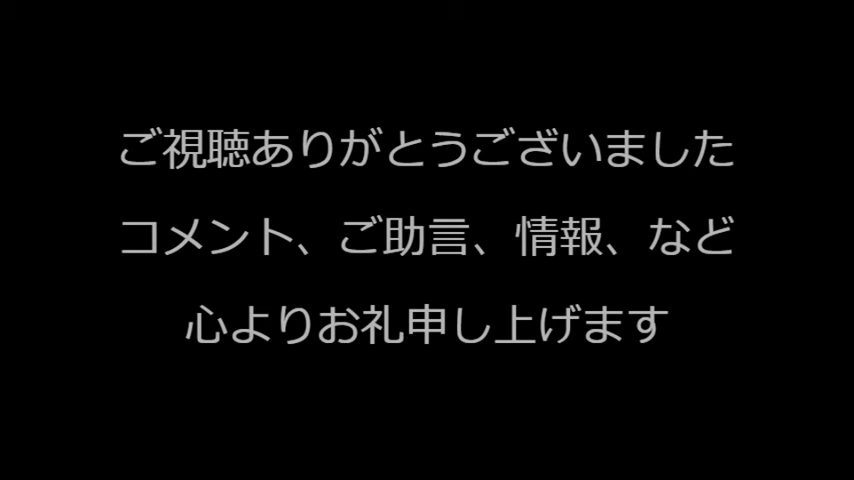 ご視聴ありがとうございました
コメント、ご助言、情報、など
心よりお礼申し上げます